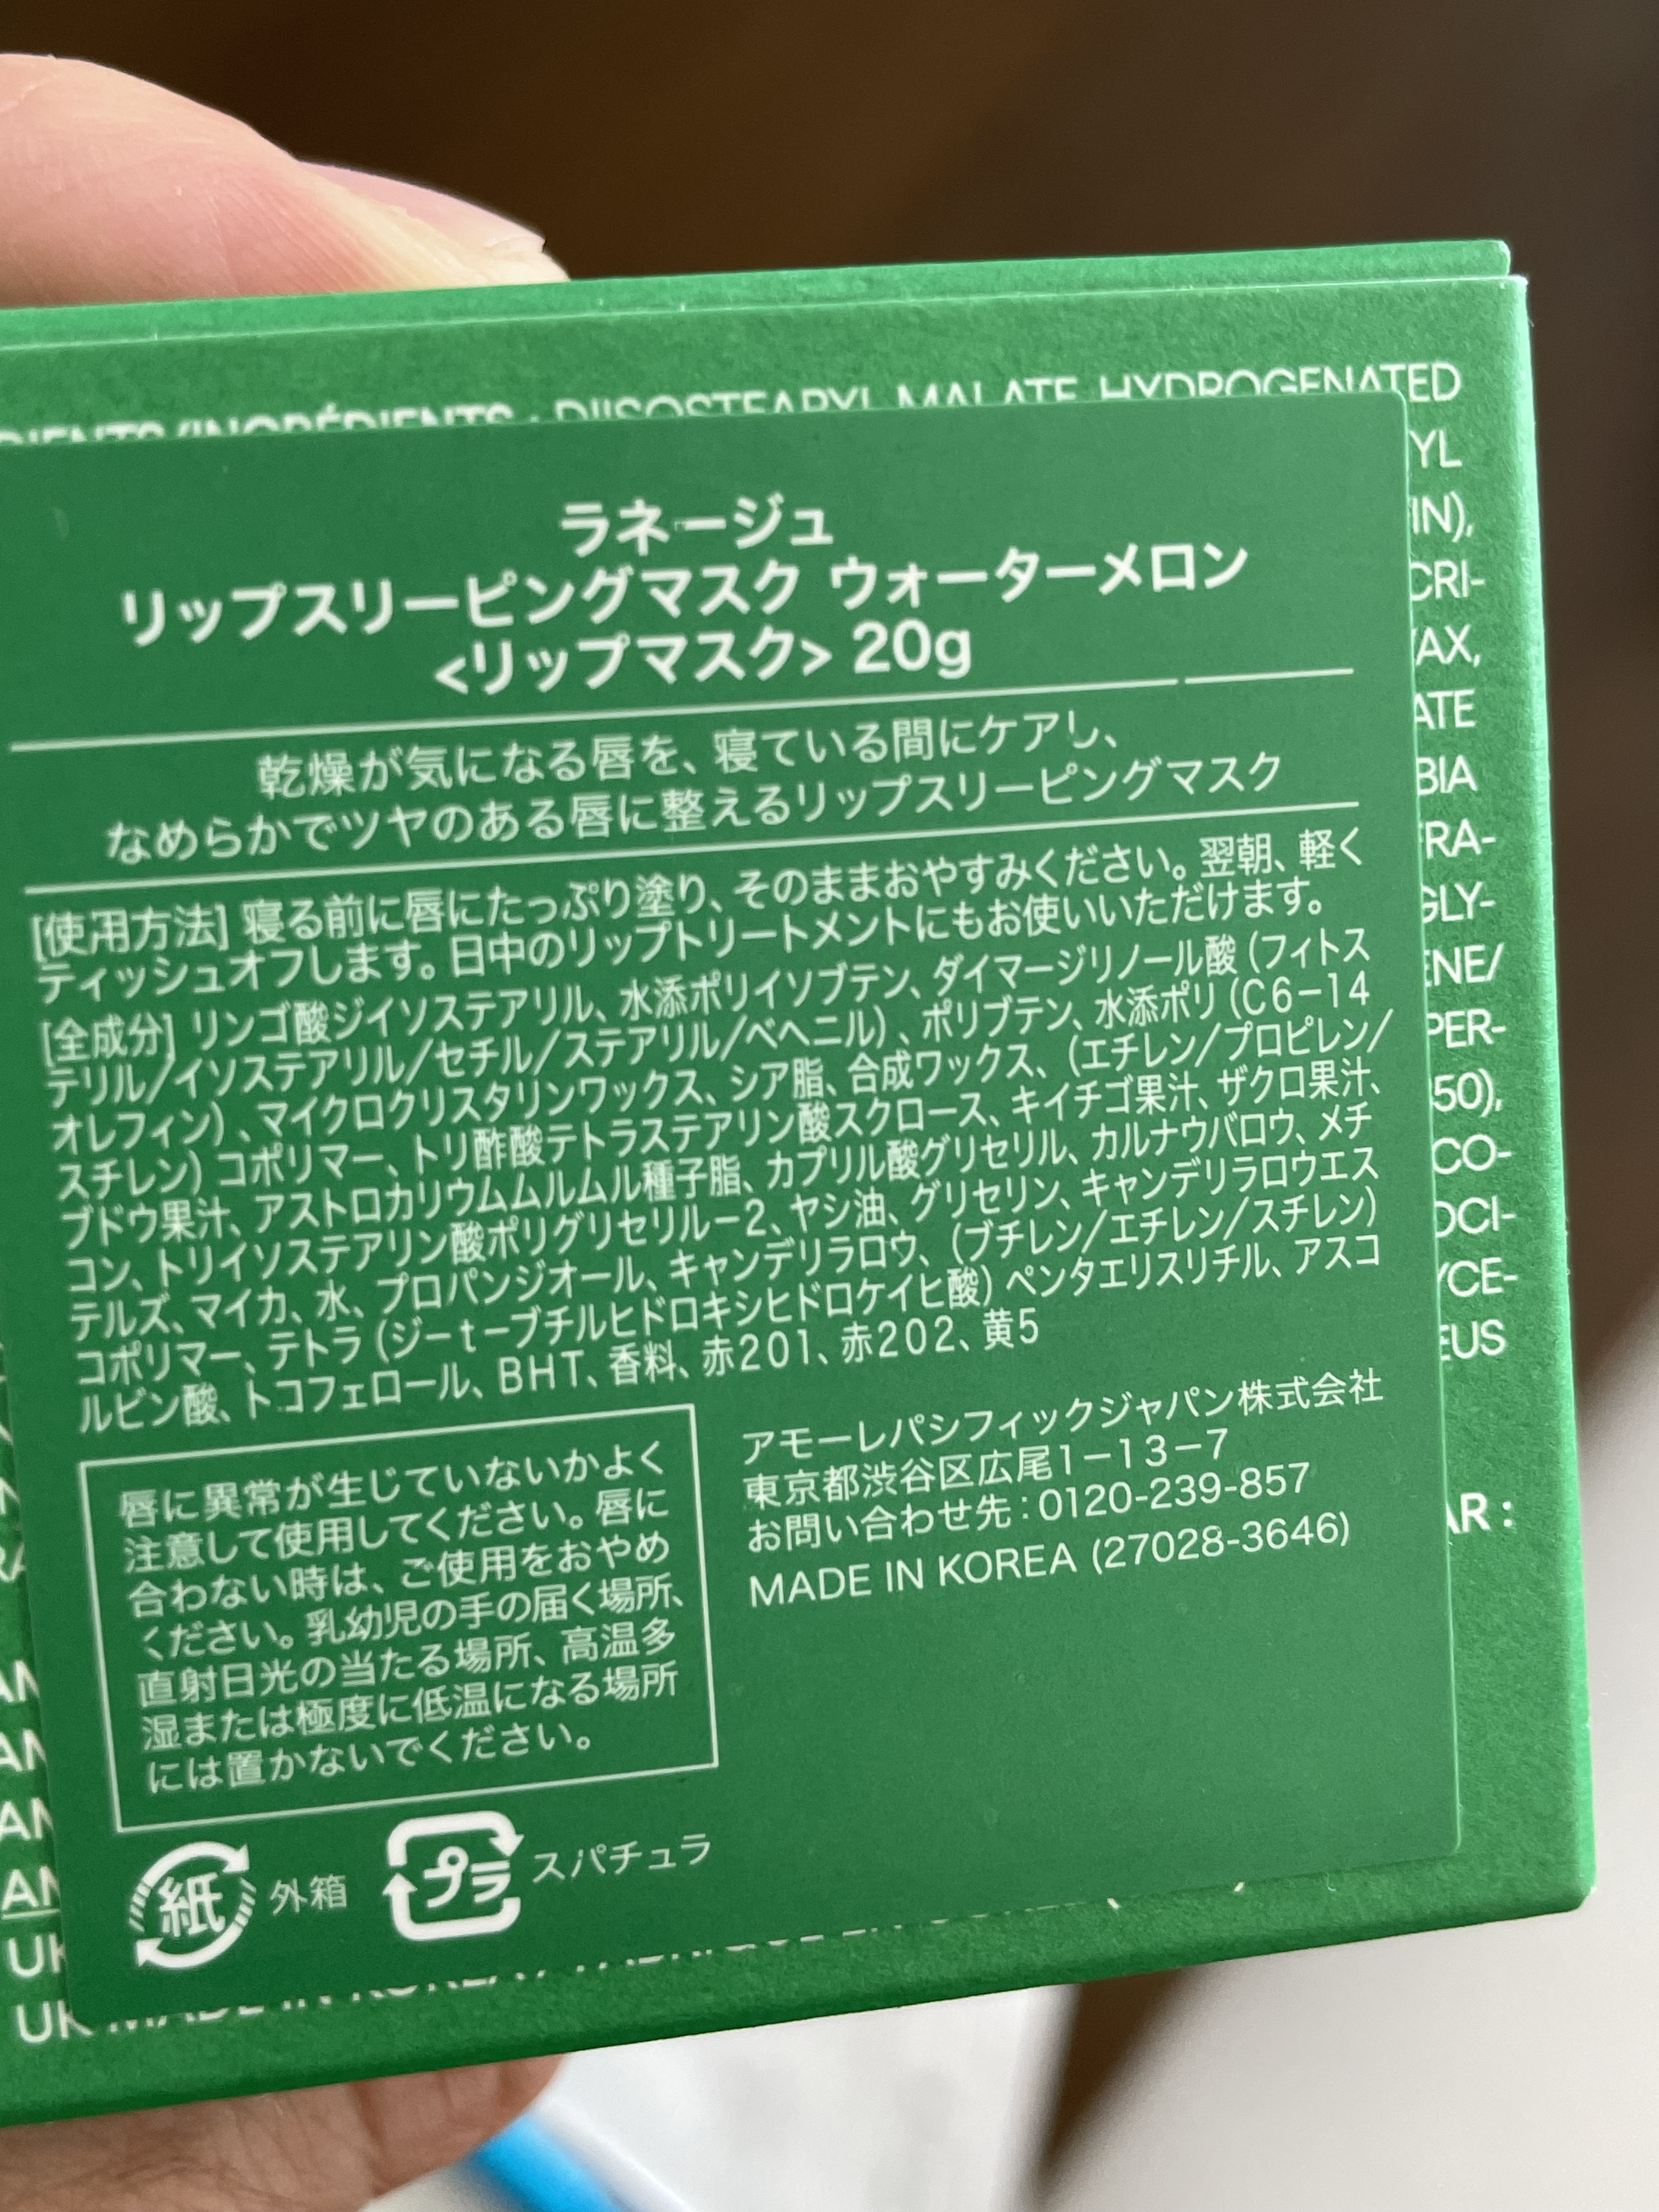 DIENTS/INGRÉDIENTS : DIISOSTEARYL MALATE, HYDROGENATED
YL
IN),
CRI-
AX,
ATE
BIA
RA-
GLY-
ENE/
PER-
50),
CO-
OCI-
YCE-
EUS
AR :
ラネージュ
リップスリーピングマスク ウォーターメロン
<リップマスク> 20g
乾燥が気になる唇を、寝ている間にケアし、
なめらかでツヤのある唇に整えるリップスリーピングマスク
[使用方法] 寝る前に唇にたっぷり塗り、そのままおやすみください。翌朝、軽く
ティッシュオフします。日中のリップトリートメントにもお使いいただけます。
[全成分] リンゴ酸ジイソステアリル、水添ポリイソブテン、ダイマージリノール酸(フィトス
テリル/イソステアリル/セチル/ステアリル/ベヘニル)、ポリブテン、水添ポリ(C6-14
オレフィン)、マイクロクリスタリンワックス、シア脂、合成ワックス、(エチレン/プロピレン/
スチレン)コポリマー、トリ酢酸テトラステアリン酸スクロース、キイチゴ果汁、ザクロ果汁、
ブドウ果汁、アストロカリウムムルムル種子脂、カプリル酸グリセリル、カルナウバロウ、メチ
コン、トリイソステアリン酸ポリグリセリル-2、ヤシ油、グリセリン、キャンデリラロウエス
テルズ、マイカ、水、プロパンジオール、キャンデリラロウ、(ブチレン/エチレン/スチレン)
コポリマー、テトラ(ジ-t-ブチルヒドロキシヒドロケイヒ酸)ペンタエリスリチル、アスコ
ルビン酸、トコフェロール、BHT、香料、赤201、赤202、黄5
唇に異常が生じていないかよく
注意して使用してください。唇に
合わない時は、ご使用をおやめ
ください。乳幼児の手の届く場所、
直射日光の当たる場所、高温多
湿または極度に低温になる場所
には置かないでください。
アモーレパシフィックジャパン株式会社
東京都渋谷区広尾1-13-7
お問い合わせ先:0120-239-857
MADE IN KOREA (27028-3646)
紙 外箱
プラ スパチュラ
UK MADE IN KOREA